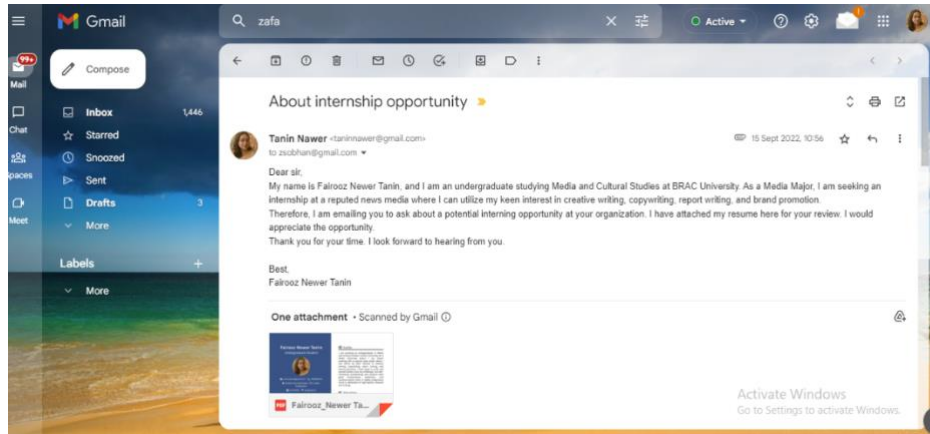 Gmail
zafa
Active
99+
Mail
Chat
Spaces
Meet
Compose
Inbox 1,446
Starred
Snoozed
Sent
Drafts 3
More
Labels +
More
About internship opportunity
Tanin Nawer <taninnawer@gmail.com> 15 Sept 2022, 10:56
to zsobhan@gmail.com
Dear sir,
My name is Fairooz Newer Tanin, and I am an undergraduate studying Media and Cultural Studies at BRAC University. As a Media Major, I am seeking an
internship at a reputed news media where I can utilize my keen interest in creative writing, copywriting, report writing, and brand promotion.
Therefore, I am emailing you to ask about a potential interning opportunity at your organization. I have attached my resume here for your review. I would
appreciate the opportunity.
Thank you for your time. I look forward to hearing from you.
Best,
Fairooz Newer Tanin
One attachment • Scanned by Gmail
Fairooz Newer Tanin
PDF Fairooz_Newer Ta...
Activate Windows
Go to Settings to activate Windows.